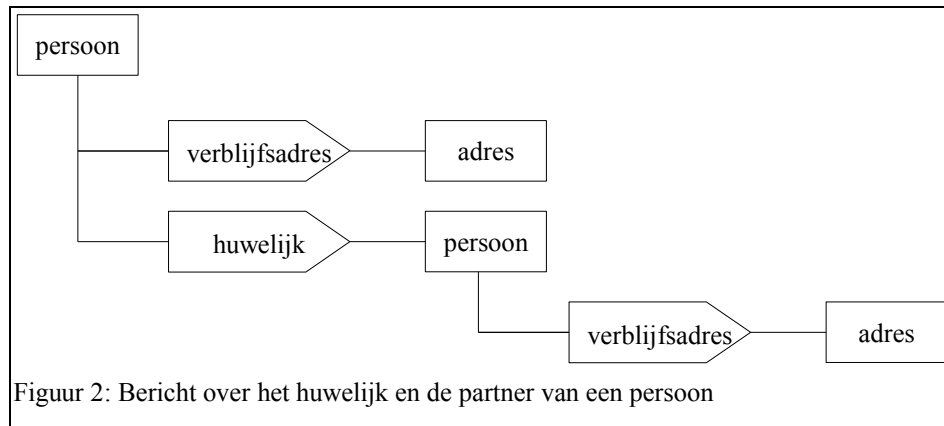 persoon
verblijfsadres
adres
huwelijk
persoon
verblijfsadres
adres
Figuur 2: Bericht over het huwelijk en de partner van een persoon